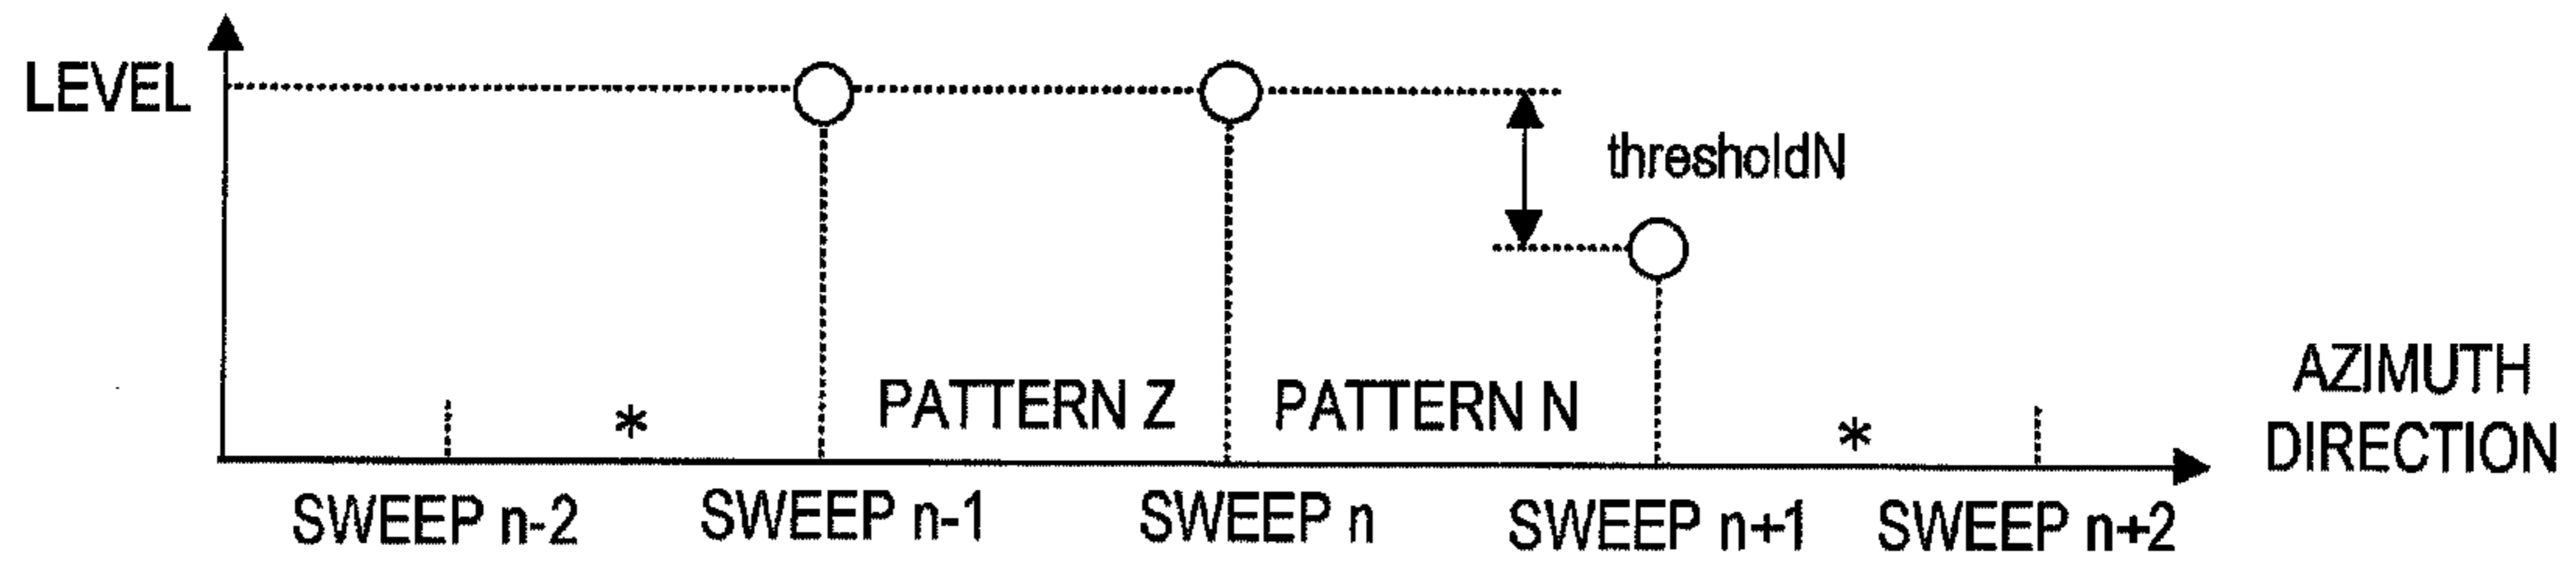 LEVEL
thresholdN
* PATTERN Z PATTERN N *
AZIMUTH
DIRECTION
SWEEP n-2 SWEEP n-1 SWEEP n SWEEP n+1 SWEEP n+2